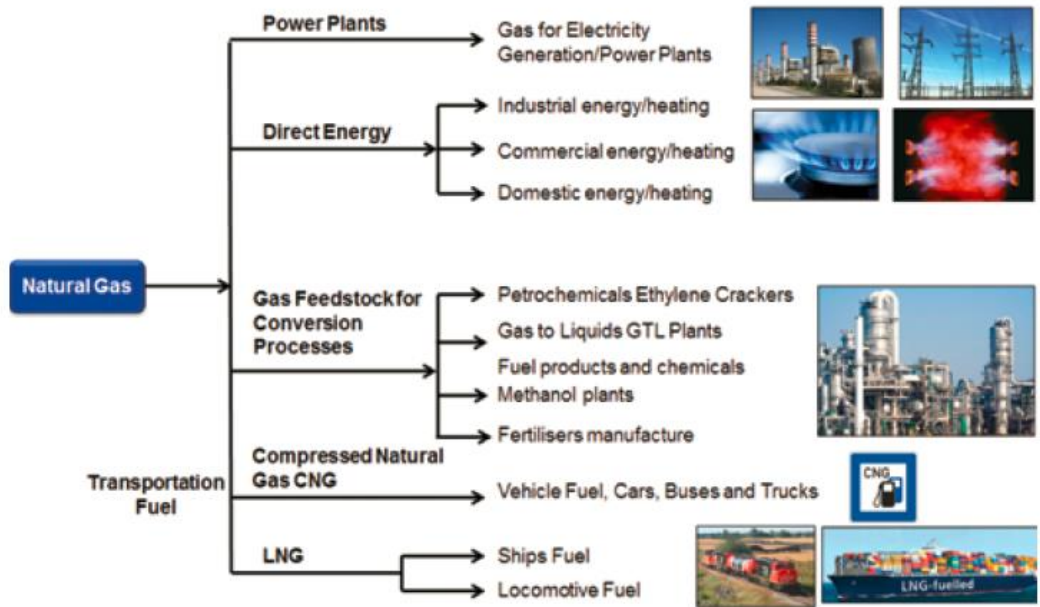 Power Plants
Gas for Electricity
Generation/Power Plants
Industrial energy/heating
Direct Energy
Commercial energy/heating
Domestic energy/heating
Natural Gas
Gas Feedstock for
Conversion
Processes
Petrochemicals Ethylene Crackers
Gas to Liquids GTL Plants
Fuel products and chemicals
Methanol plants
Fertilisers manufacture
Transportation
Fuel
Compressed Natural
Gas CNG
Vehicle Fuel, Cars, Buses and Trucks
CNG
LNG
Ships Fuel
Locomotive Fuel
LNG-fuelled